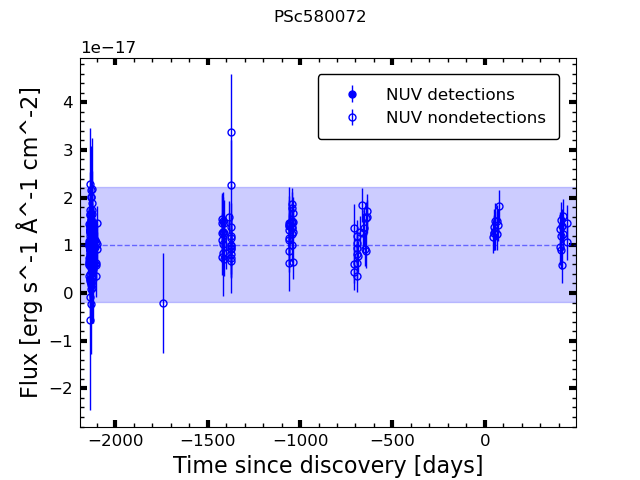 PSc580072
1e−17
NUV detections
NUV nondetections
4
3
2
1
0
−1
−2
Flux [erg s^-1 Å^-1 cm^-2]
−2000 −1500 −1000 −500 0
Time since discovery [days]